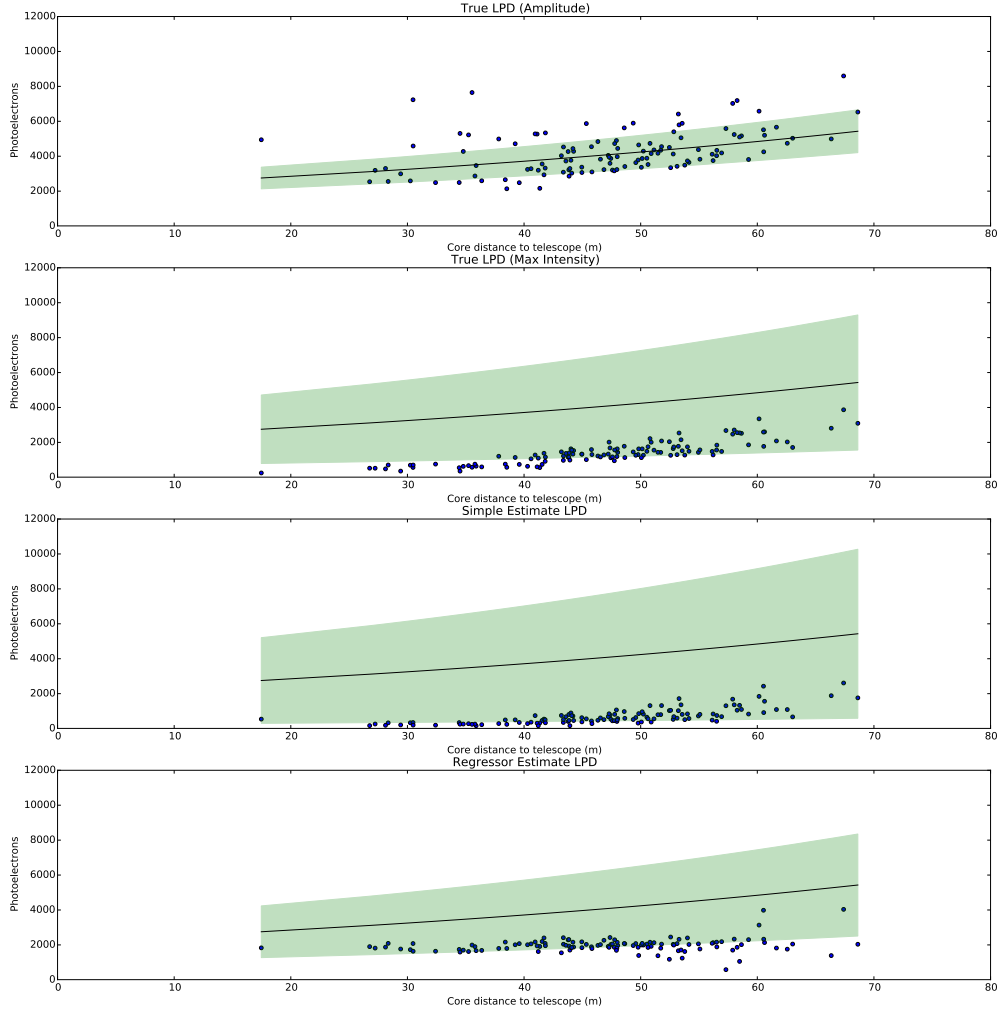 True LPD (Amplitude)
12000
10000
8000
6000
4000
2000
0
Photoelectrons
0 10 20 30 40 50 60 70 80
Core distance to telescope (m)
True LPD (Max Intensity)
12000
10000
8000
6000
4000
2000
0
Photoelectrons
0 10 20 30 40 50 60 70 80
Core distance to telescope (m)
Simple Estimate LPD
12000
10000
8000
6000
4000
2000
0
Photoelectrons
0 10 20 30 40 50 60 70 80
Core distance to telescope (m)
Regressor Estimate LPD
12000
10000
8000
6000
4000
2000
0
Photoelectrons
0 10 20 30 40 50 60 70 80
Core distance to telescope (m)